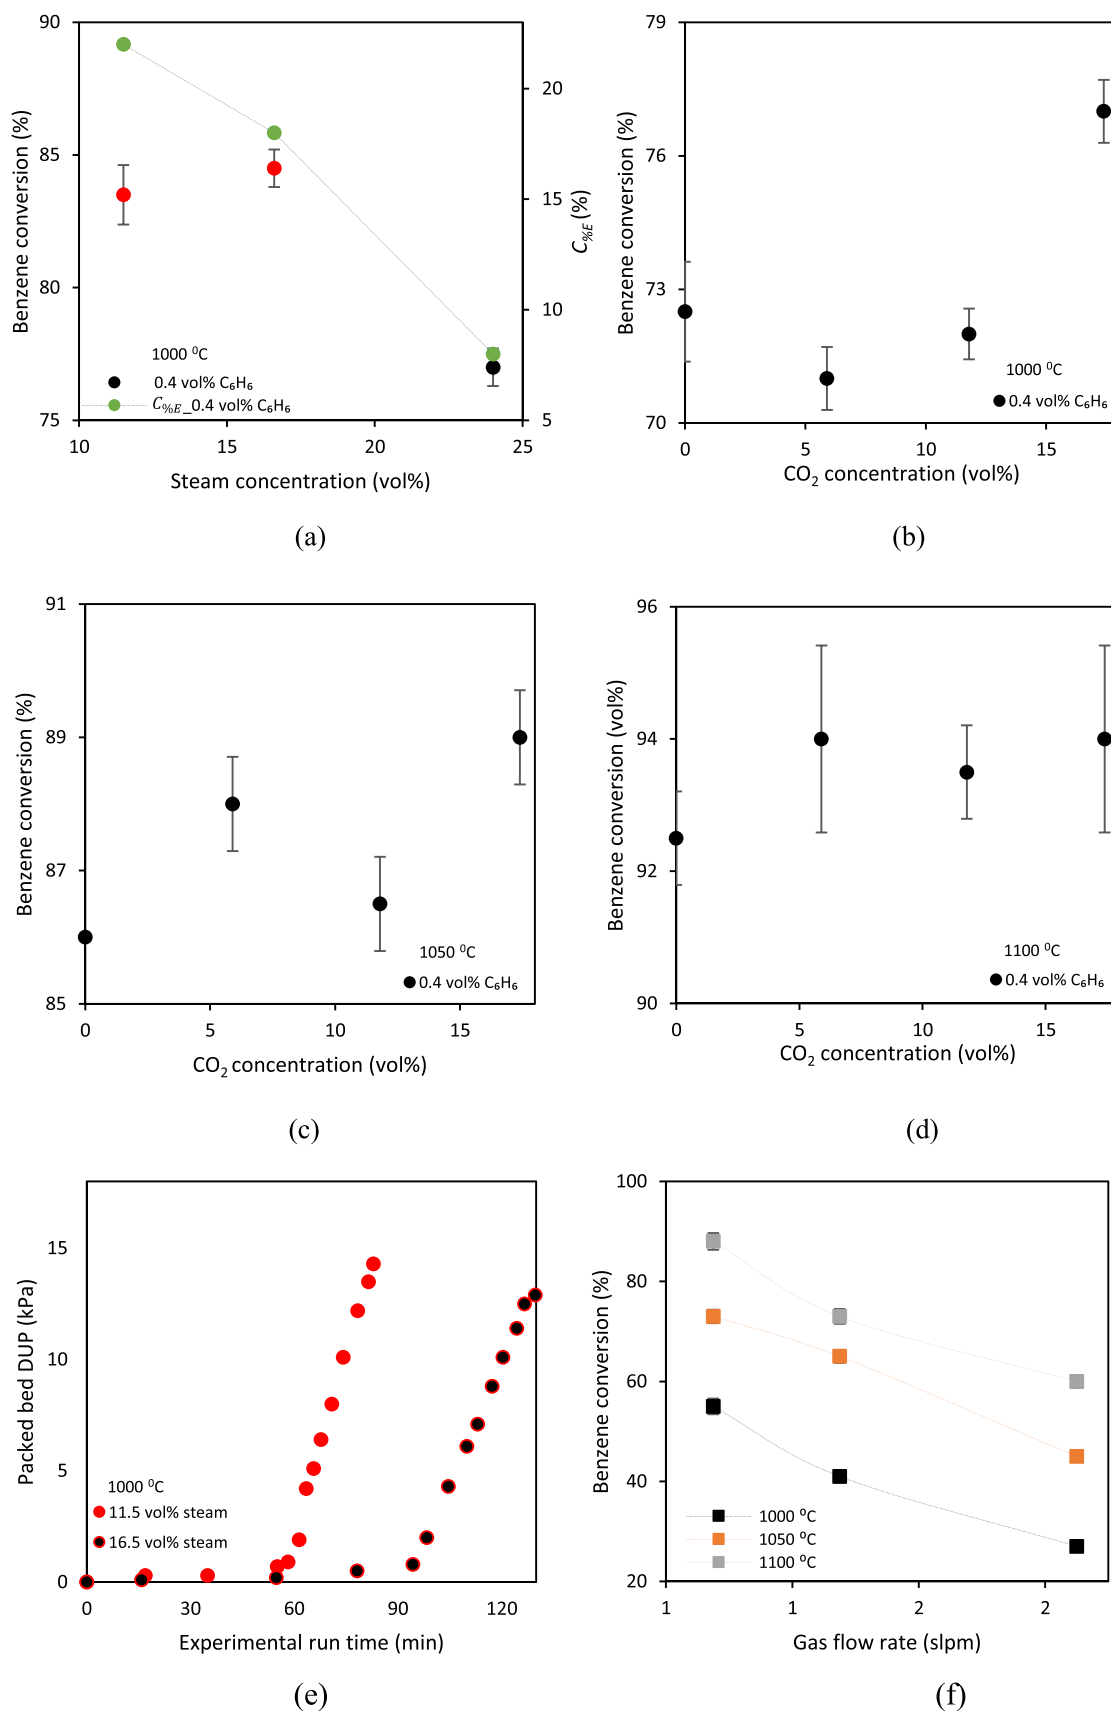 90
85
80
75
10
15
20
25
20
15
10
5
Benzene conversion (%)
C%E (%)
1000 ⁰C
0.4 vol% C₆H₆
C%E_0.4 vol% C₆H₆
Steam concentration (vol%)
(a)
79
76
73
70
0
5
10
15
Benzene conversion (%)
1000 ⁰C
0.4 vol% C₆H₆
CO₂ concentration (vol%)
(b)
91
89
87
85
0
5
10
15
Benzene conversion (%)
1050 ⁰C
0.4 vol% C₆H₆
CO₂ concentration (vol%)
(c)
96
94
92
90
0
5
10
15
Benzene conversion (vol%)
1100 ⁰C
0.4 vol% C₆H₆
CO₂ concentration (vol%)
(d)
15
10
5
0
0
30
60
90
120
Packed bed DUP (kPa)
1000 ⁰C
11.5 vol% steam
16.5 vol% steam
Experimental run time (min)
(e)
100
80
60
40
20
1
1
2
2
Benzene conversion (%)
1000 ⁰C
1050 ⁰C
1100 ⁰C
Gas flow rate (slpm)
(f)